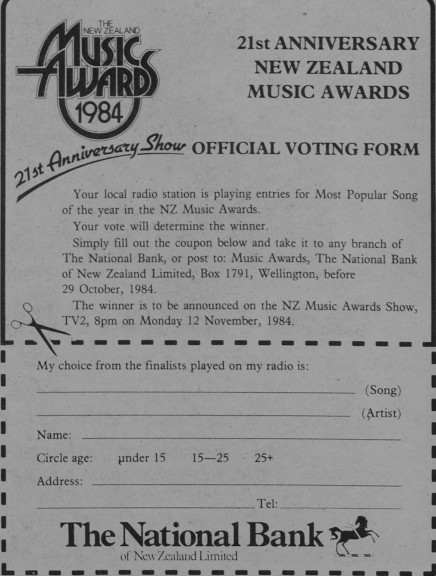 THE
NEW ZEALAND
MUSIC
AWARDS
1984
21st Anniversary Show
21st ANNIVERSARY
NEW ZEALAND
MUSIC AWARDS
OFFICIAL VOTING FORM
Your local radio station is playing entries for Most Popular Song
of the year in the NZ Music Awards.
Your vote will determine the winner.
Simply fill out the coupon below and take it to any branch of
The National Bank, or post to: Music Awards, The National Bank
of New Zealand Limited, Box 1791, Wellington, before
29 October, 1984.
The winner is to be announced on the NZ Music Awards Show,
TV2, 8pm on Monday 12 November, 1984.
My choice from the finalists played on my radio is:
(Song)
(Artist)
Name:
Circle age: under 15 15—25 25+
Address:
Tel:
The National Bank
of New Zealand Limited